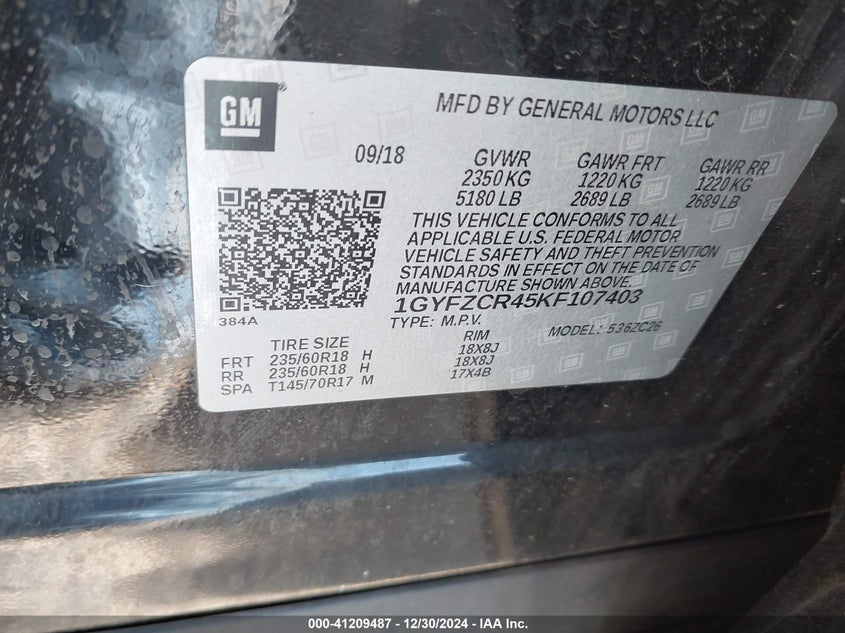 GM
MFD BY GENERAL MOTORS LLC
09/18
GVWR GAWR FRT GAWR RR
2350 KG 1220 KG 1220 KG
5180 LB 2689 LB 2689 LB
THIS VEHICLE CONFORMS TO ALL
APPLICABLE U.S. FEDERAL MOTOR
VEHICLE SAFETY AND THEFT PREVENTION
STANDARDS IN EFFECT ON THE DATE OF
MANUFACTURE SHOWN ABOVE.
1GYFZCR45KF107403
384A
TYPE: M.P.V. MODEL: 536ZC26
TIRE SIZE RIM
FRT 235/60R18 H 18X8J
RR 235/60R18 H 18X8J
SPA T145/70R17 M 17X4B
000-41209487 - 12/30/2024 - IAA Inc.